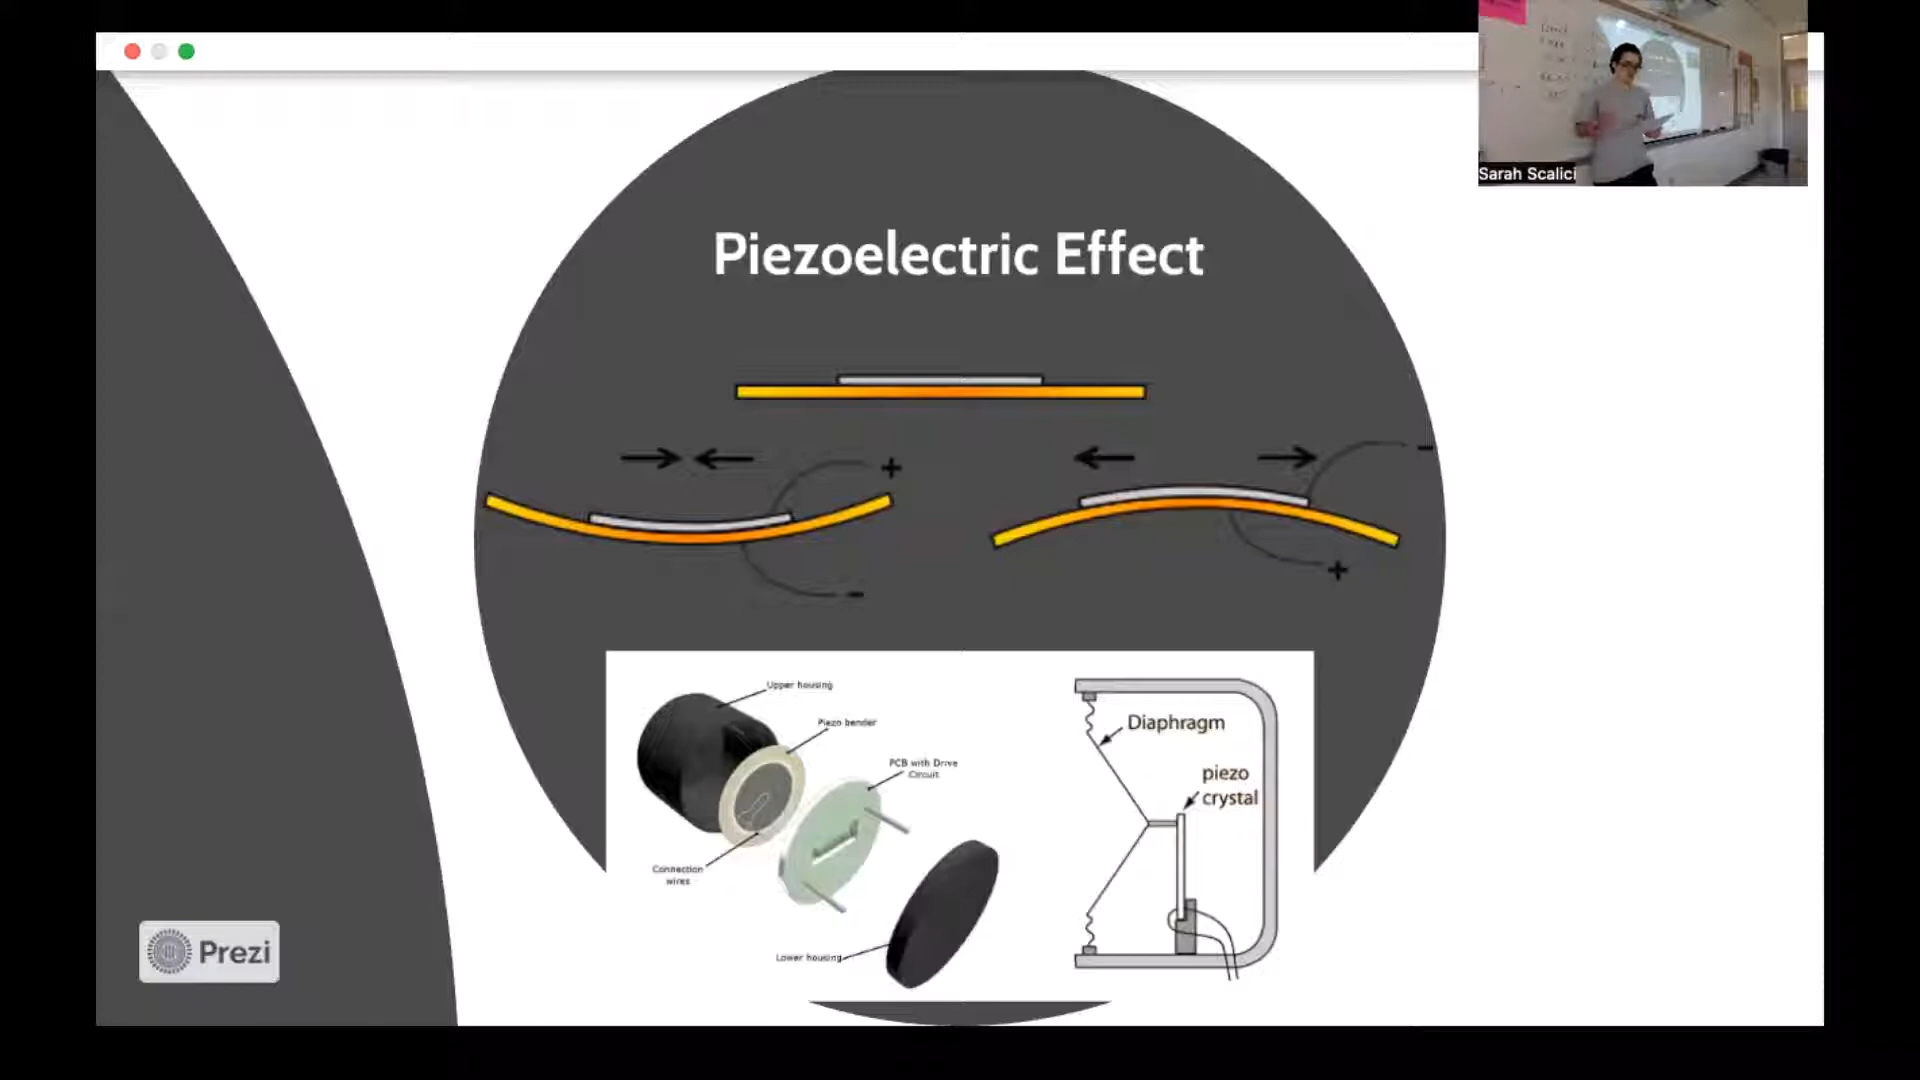 Sarah Scalici
Piezoelectric Effect
+
-
-
+
Upper housing
Piezo bender
PCB with Drive
Circuit
Connection
wires
Lower housing
Diaphragm
piezo
crystal
Prezi